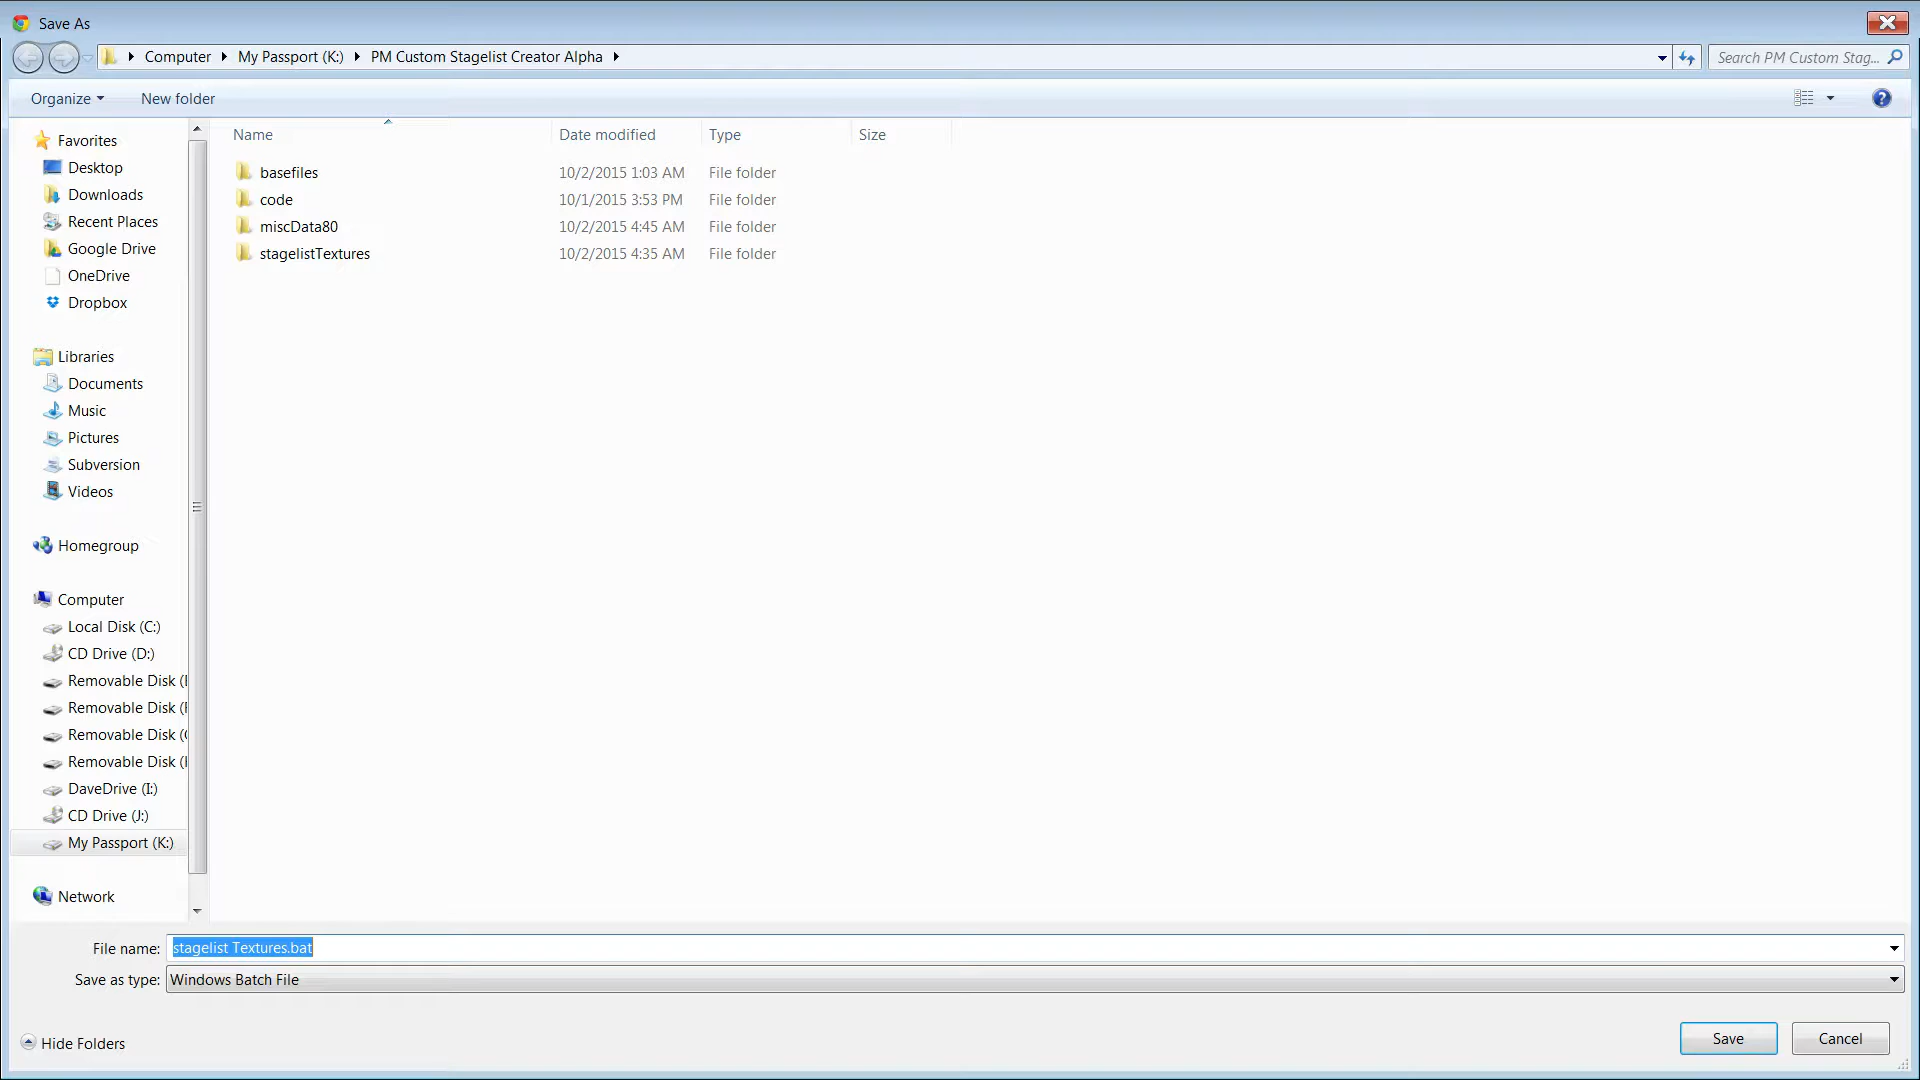 Save As
Computer My Passport (K:) PM Custom Stagelist Creator Alpha
Search PM Custom Stag...
Organize New folder
Name Date modified Type Size
basefiles 10/2/2015 1:03 AM File folder
code 10/1/2015 3:53 PM File folder
miscData80 10/2/2015 4:45 AM File folder
stagelistTextures 10/2/2015 4:35 AM File folder
Favorites
Desktop
Downloads
Recent Places
Google Drive
OneDrive
Dropbox
Libraries
Documents
Music
Pictures
Subversion
Videos
Homegroup
Computer
Local Disk (C:)
CD Drive (D:)
Removable Disk (
Removable Disk (
Removable Disk (
Removable Disk (
DaveDrive (I:)
CD Drive (J:)
My Passport (K:)
Network
File name: stagelist Textures.bat
Save as type: Windows Batch File
Hide Folders
Save Cancel